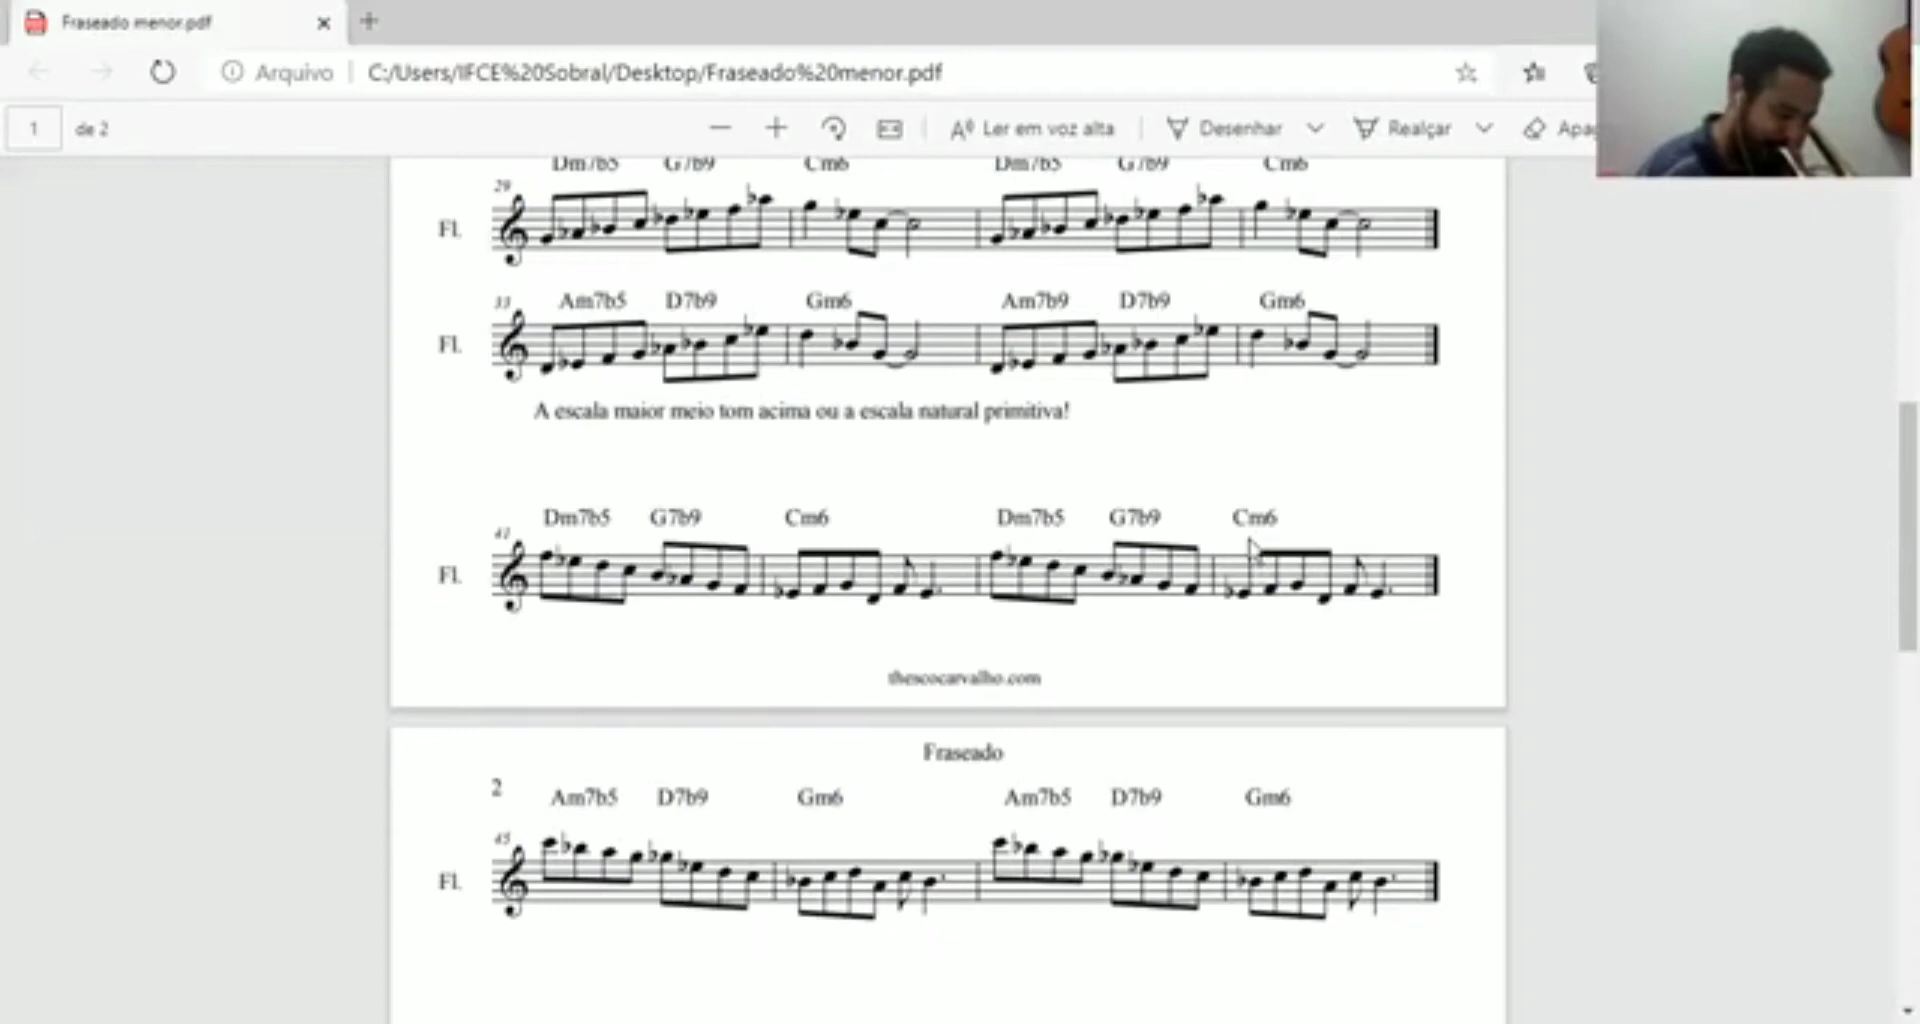 Fraseado menor.pdf
Arquivo C:/Users/IFCE%20Sobral/Desktop/Fraseado%20menor.pdf
1 de 2 Ler em voz alta Desenhar Realçar Apa
Dm7b5 G7b9 Cm6 Dm7b5 G7b9 Cm6
29
Fl.
33 Am7b5 D7b9 Gm6 Am7b9 D7b9 Gm6
Fl.
A escala maior meio tom acima ou a escala natural primitiva!
Dm7b5 G7b9 Cm6 Dm7b5 G7b9 Cm6
41
Fl.
thescocarvalho.com
Fraseado
2
Am7b5 D7b9 Gm6 Am7b5 D7b9 Gm6
45
Fl.